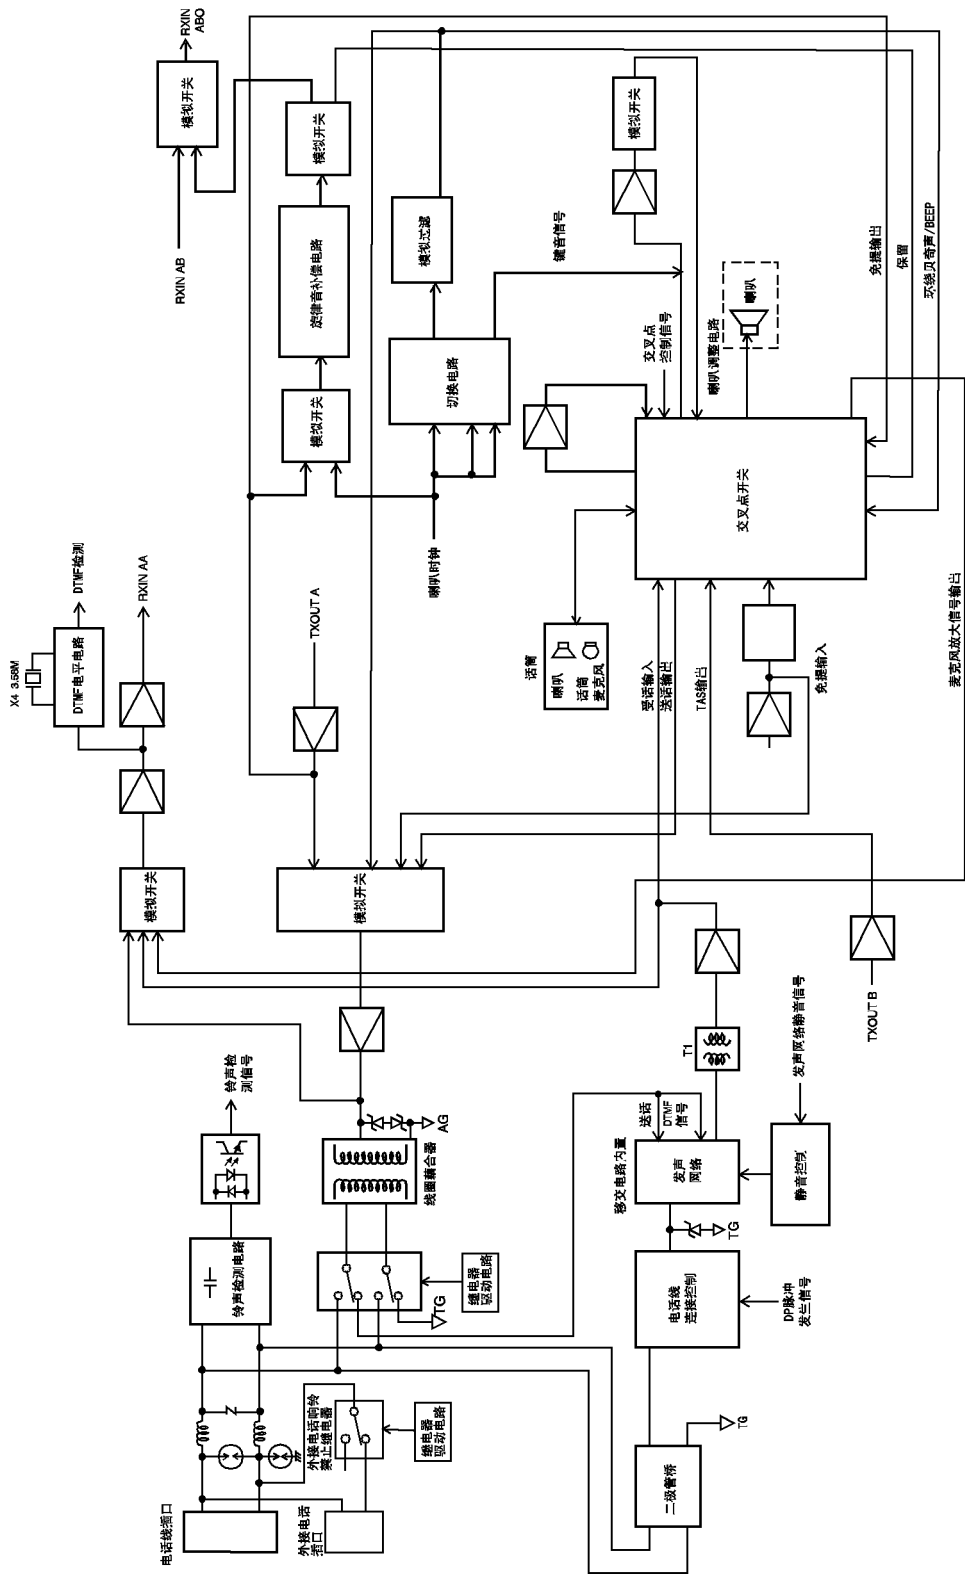 电话线插口
外接电话
插口
外接电话响铃
禁止继电器
继电器
驱动电路
铃声检测电路
铃声检
测信号
继电器
驱动电路
TG
线圈藕合器
AG
二极管桥
TG
电话线
连接控制
DP脉冲
发生信号
TG
移交电路内置
发声
网络
送话
DTMF
信号
静音控制
发声网络静音信号
T1
TXOUT B
模拟开关
模拟开关
X4 3.58M
DTMF电平电路
DTMF检测
RXIN AA
TXOUT A
话筒
喇叭
话筒
麦克风
受话输入
送话输出
TAS输出
免提输入
麦克风放大信号输出
喇叭时钟
模拟开关
旋律音补偿电路
模拟开关
切换电路
模拟过滤
键音信号
交叉点
控制信号
喇叭调整电路
喇叭
交叉点开关
模拟开关
免提输出
保留
环绕贝奇声/BEEP
RXIN AB
模拟开关
RXIN
ABO